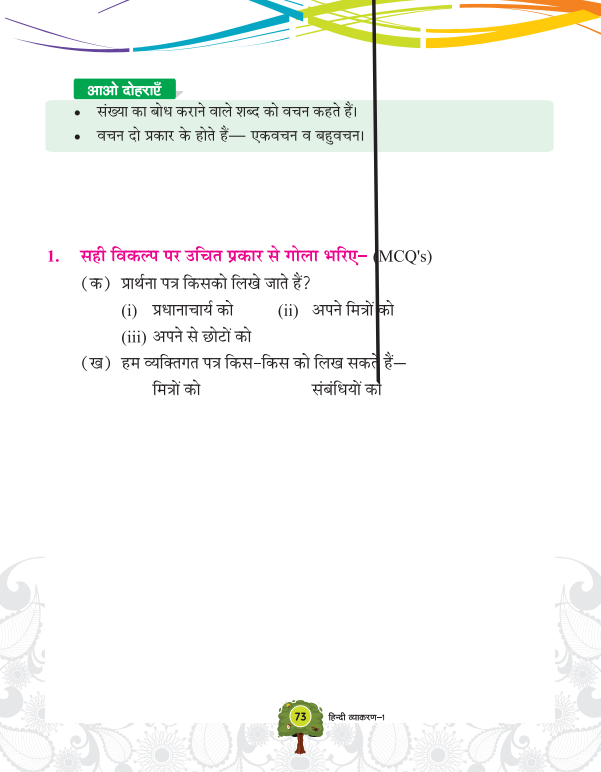 आओ दोहराएँ
• संख्या का बोध कराने वाले शब्द को वचन कहते हैं।
• वचन दो प्रकार के होते हैं— एकवचन व बहुवचन।
1. सही विकल्प पर उचित प्रकार से गोला भरिए– (MCQ's)
(क) प्रार्थना पत्र किसको लिखे जाते हैं?
(i) प्रधानाचार्य को (ii) अपने मित्रों को
(iii) अपने से छोटों को
(ख) हम व्यक्तिगत पत्र किस-किस को लिख सकते हैं—
मित्रों को संबंधियों को
73 हिन्दी व्याकरण-1